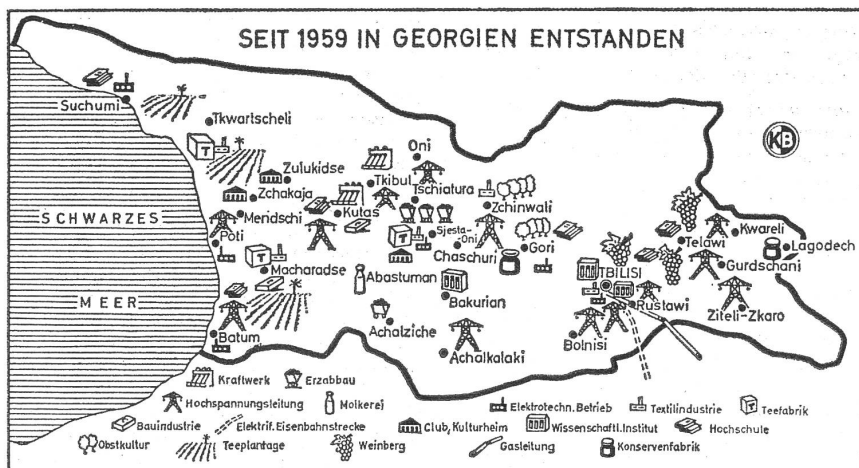 SEIT 1959 IN GEORGIEN ENTSTANDEN
KB
Suchumi
Tkwartscheli
Oni
Zulukidse
Tkibul
Tschiatura
Zchakaja
SCHWARZES
Meridschi
Kutas
Zchinwali
Kwareli
Poti
Sjesta-
Oni
Chaschuri
Gori
Telawi
Lagodech
Macharadse
Abastuman
TBILISI
Gurdschani
MEER
Bakurian
Rustawi
Achalziche
Ziteli-Zkaro
Batum
Achalkalaki
Bolnisi
Kraftwerk
Erzabbau
Hochspannungsleitung
Molkerei
Elektrotechn. Betrieb
Textilindustrie
Teefabrik
Bauindustrie
Elektrif. Eisenbahnstrecke
Club, Kulturheim
Wissenschaftl. Institut
Hochschule
Obstkultur
Teeplantage
Weinberg
Gasleitung
Konservenfabrik